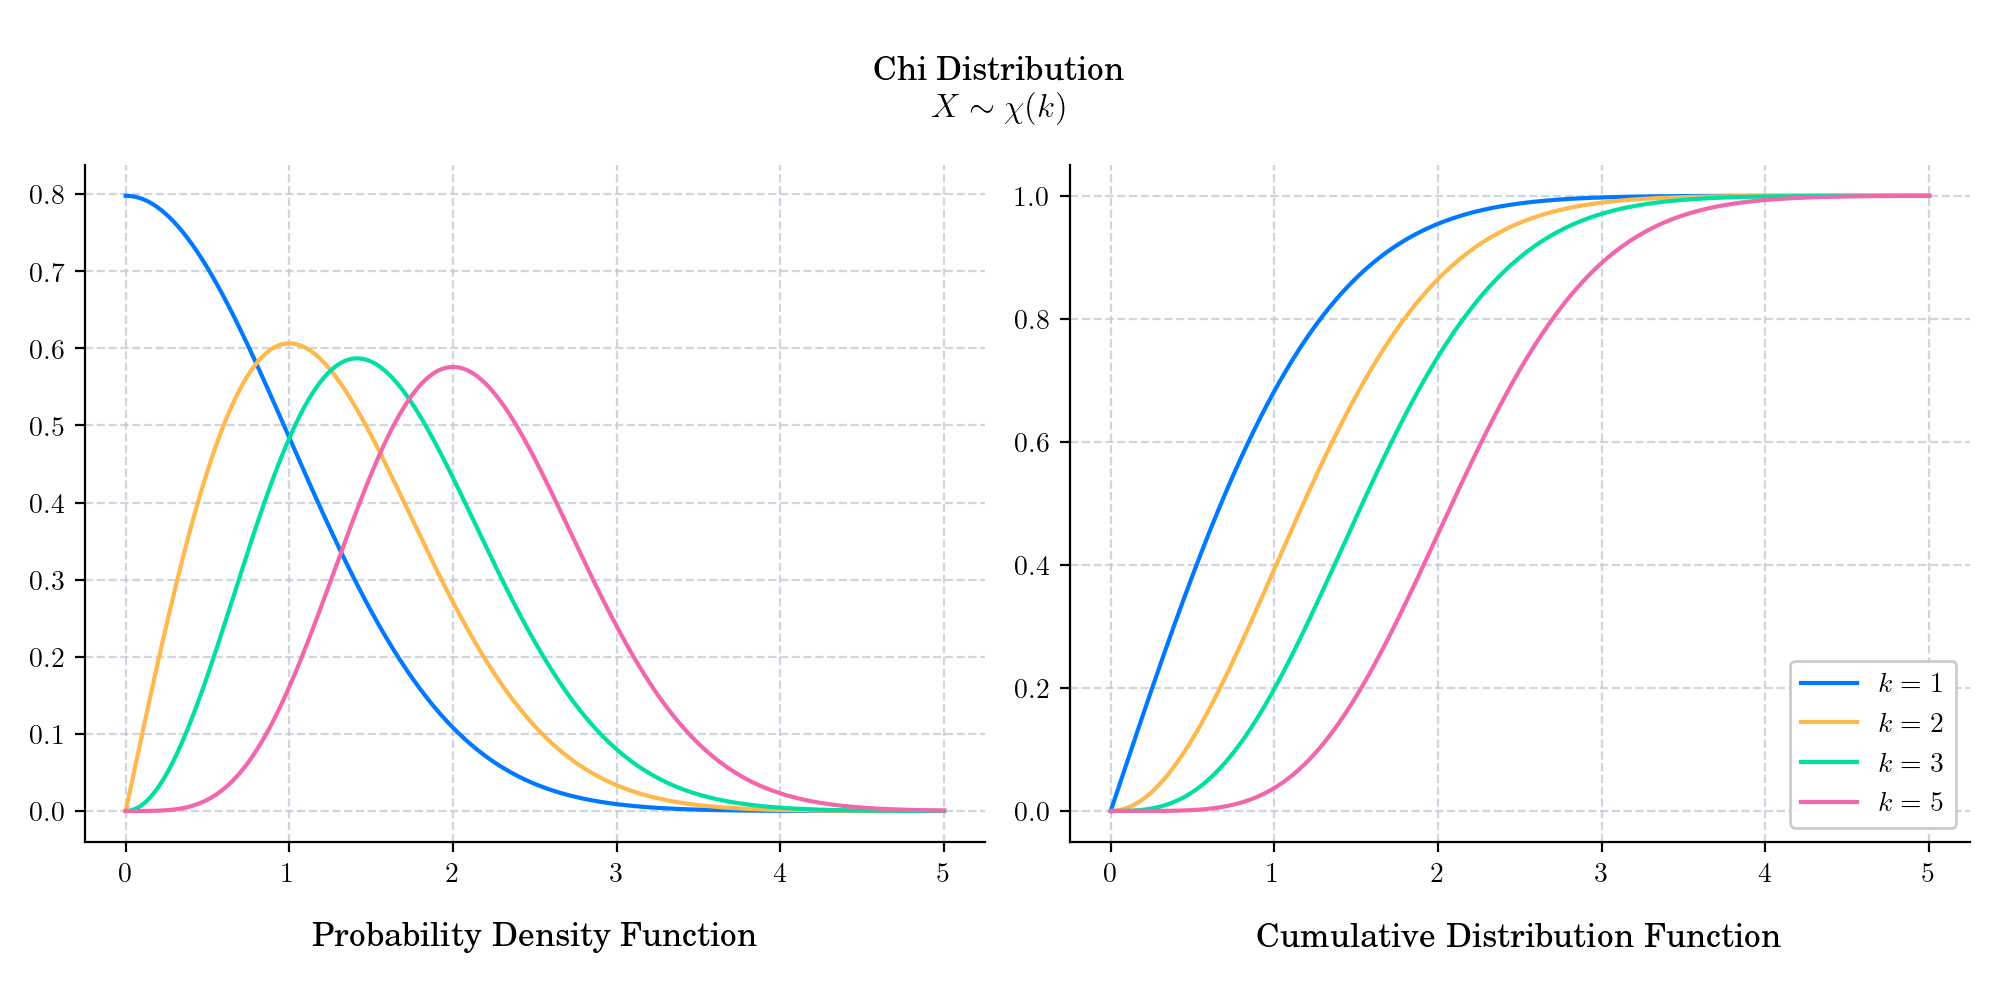 Chi Distribution
X ∼ χ(k)
0.8
0.7
0.6
0.5
0.4
0.3
0.2
0.1
0.0
0 1 2 3 4 5
Probability Density Function
1.0
0.8
0.6
0.4
0.2
0.0
k = 1
k = 2
k = 3
k = 5
0 1 2 3 4 5
Cumulative Distribution Function